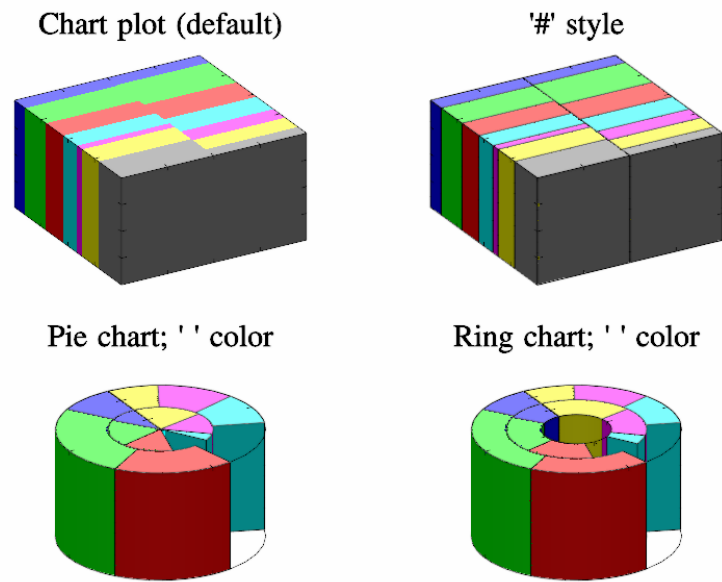 Chart plot (default)
'#' style
Pie chart; ' ' color
Ring chart; ' ' color